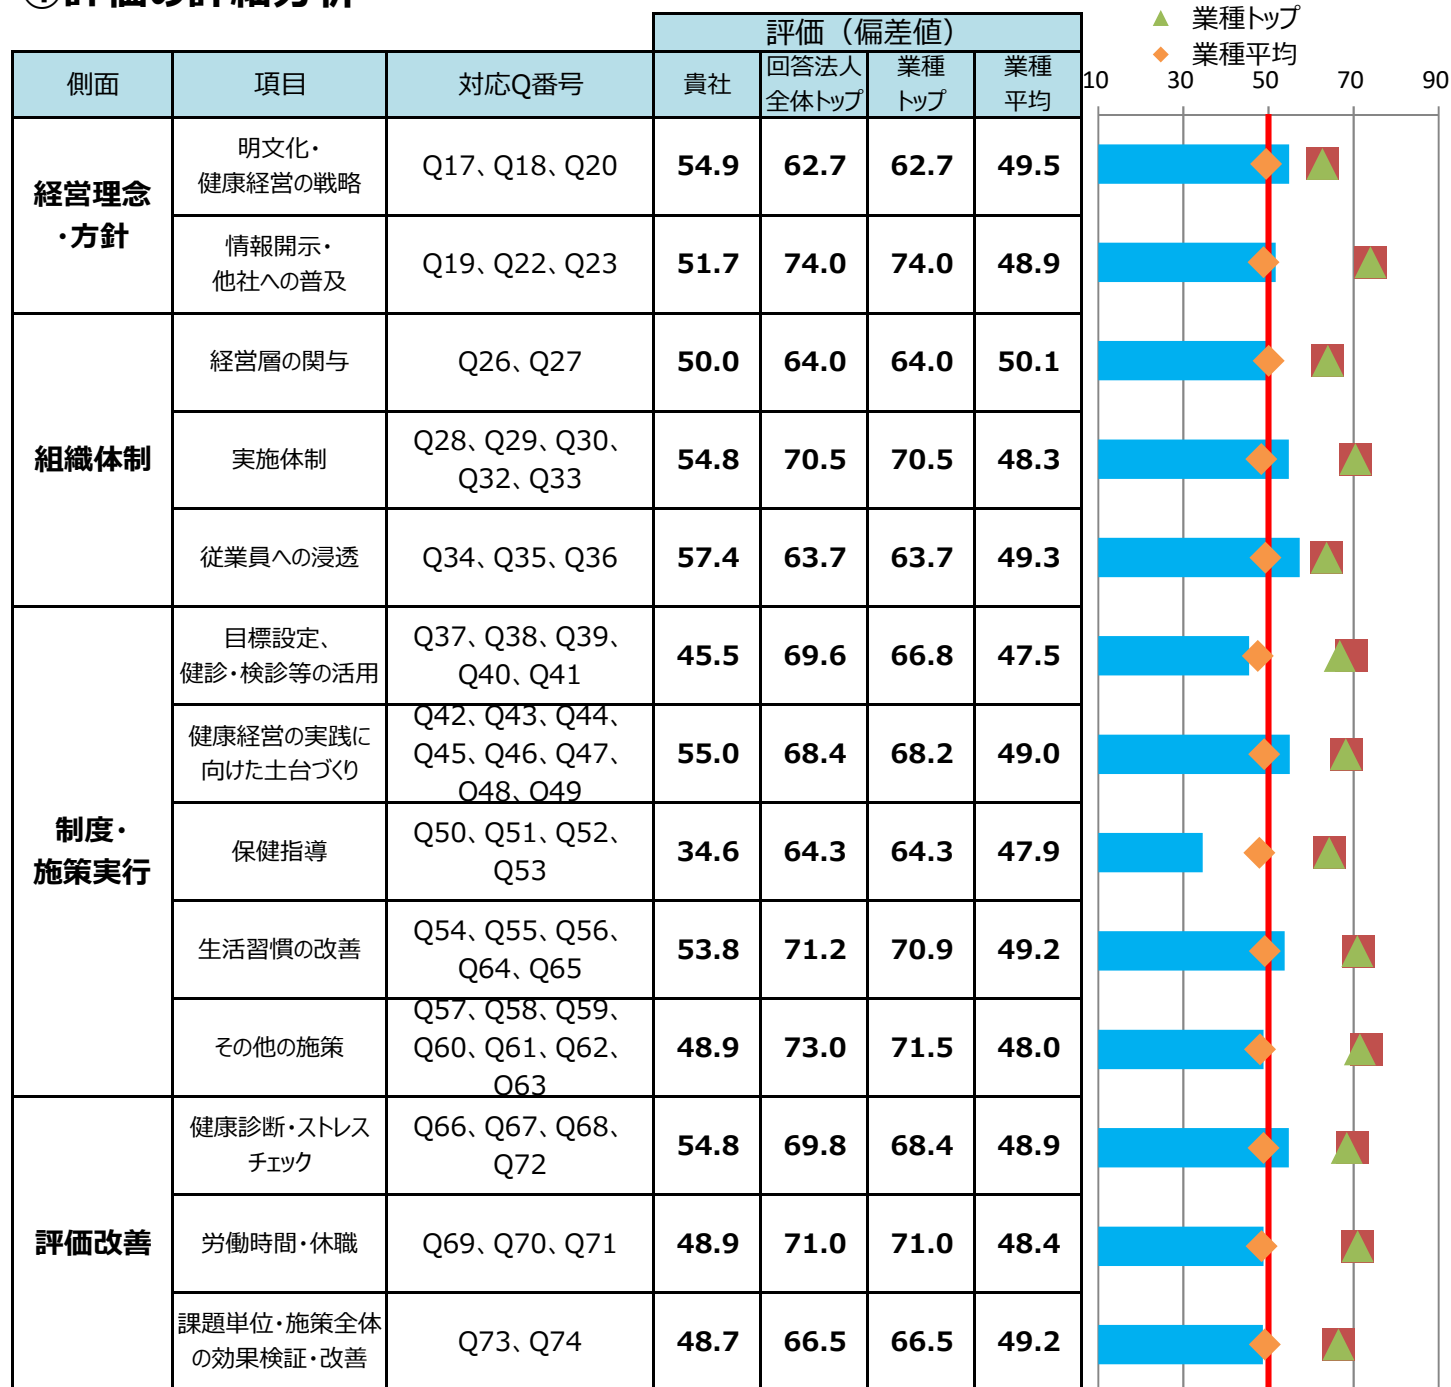 ①評価の詳細分析
▲ 業種トップ
◆ 業種平均
評価（偏差値）
側面 項目 対応Q番号 貴社 回答法人 業種 業種
全体トップ トップ 平均
10 30 50 70 90
経営理念
・方針
明文化・
健康経営の戦略
Q17、Q18、Q20 54.9 62.7 62.7 49.5
情報開示・
他社への普及
Q19、Q22、Q23 51.7 74.0 74.0 48.9
組織体制
経営層の関与 Q26、Q27 50.0 64.0 64.0 50.1
実施体制
Q28、Q29、Q30、
Q32、Q33
54.8 70.5 70.5 48.3
従業員への浸透 Q34、Q35、Q36 57.4 63.7 63.7 49.3
制度・
施策実行
目標設定、
健診・検診等の活用
Q37、Q38、Q39、
Q40、Q41
45.5 69.6 66.8 47.5
健康経営の実践に
向けた土台づくり
Q42、Q43、Q44、
Q45、Q46、Q47、
Q48、Q49
55.0 68.4 68.2 49.0
保健指導
Q50、Q51、Q52、
Q53
34.6 64.3 64.3 47.9
生活習慣の改善
Q54、Q55、Q56、
Q64、Q65
53.8 71.2 70.9 49.2
その他の施策
Q57、Q58、Q59、
Q60、Q61、Q62、
Q63
48.9 73.0 71.5 48.0
評価改善
健康診断・ストレス
チェック
Q66、Q67、Q68、
Q72
54.8 69.8 68.4 48.9
労働時間・休職 Q69、Q70、Q71 48.9 71.0 71.0 48.4
課題単位・施策全体
の効果検証・改善
Q73、Q74 48.7 66.5 66.5 49.2